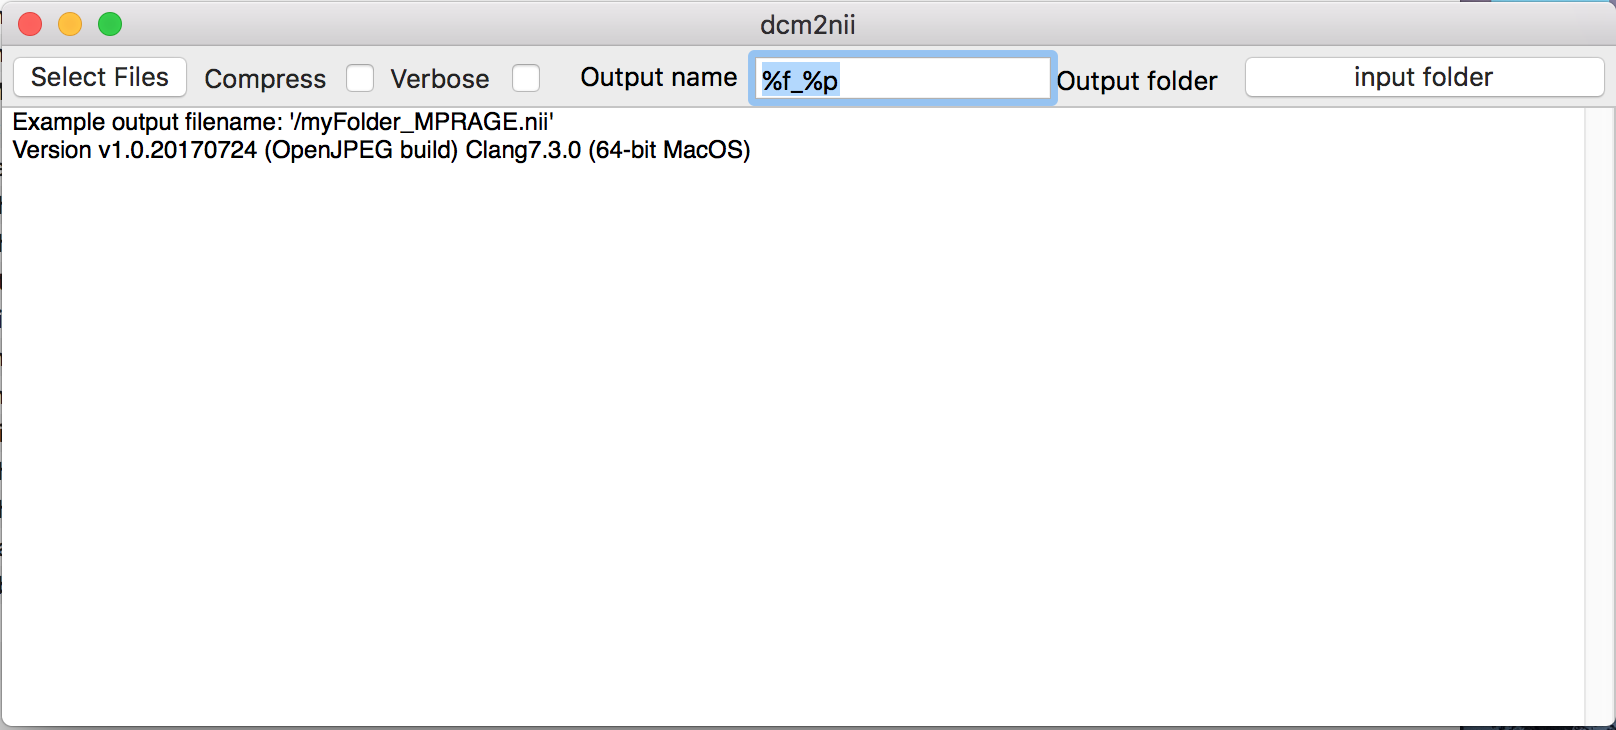 dcm2nii
Select Files Compress Verbose Output name %f_%p Output folder input folder
Example output filename: '/myFolder_MPRAGE.nii'
Version v1.0.20170724 (OpenJPEG build) Clang7.3.0 (64-bit MacOS)